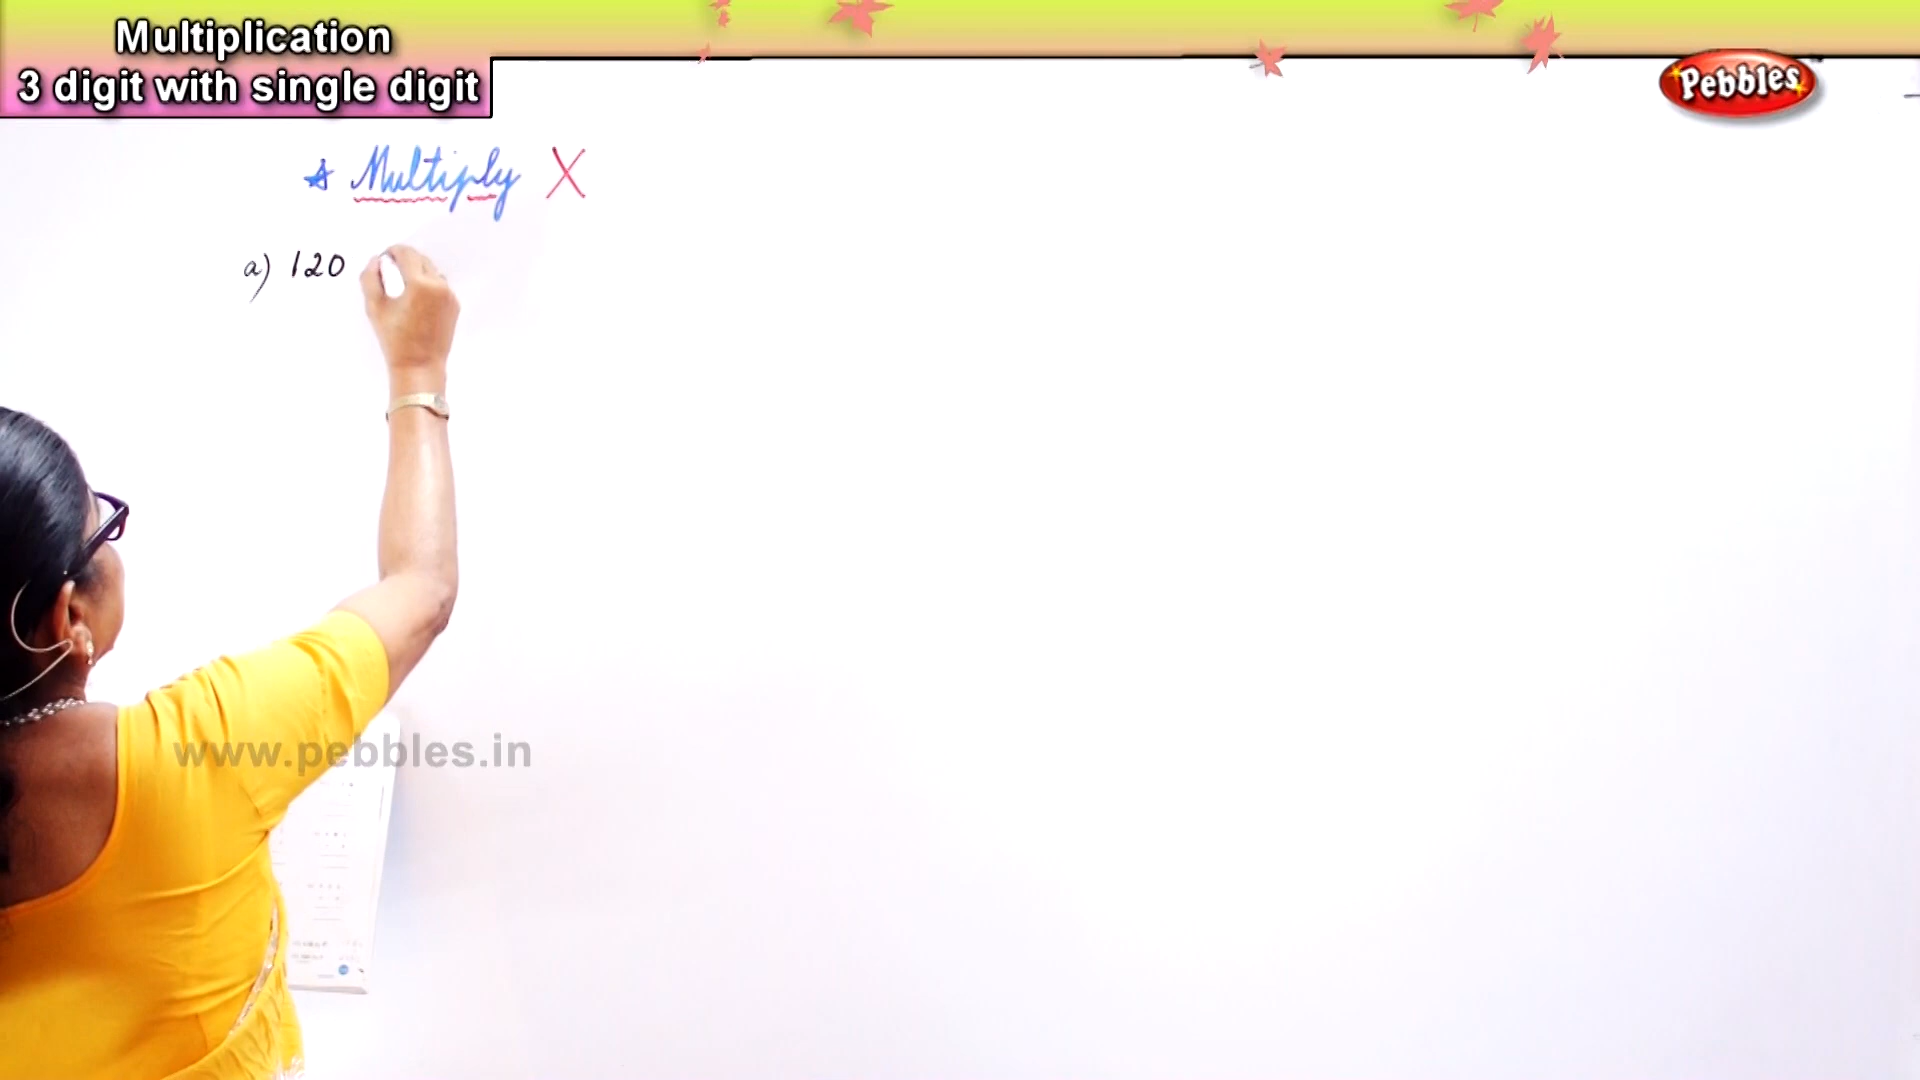 Multiplication
3 digit with single digit
Pebbles
Multiply X
a) 120
www.pebbles.in